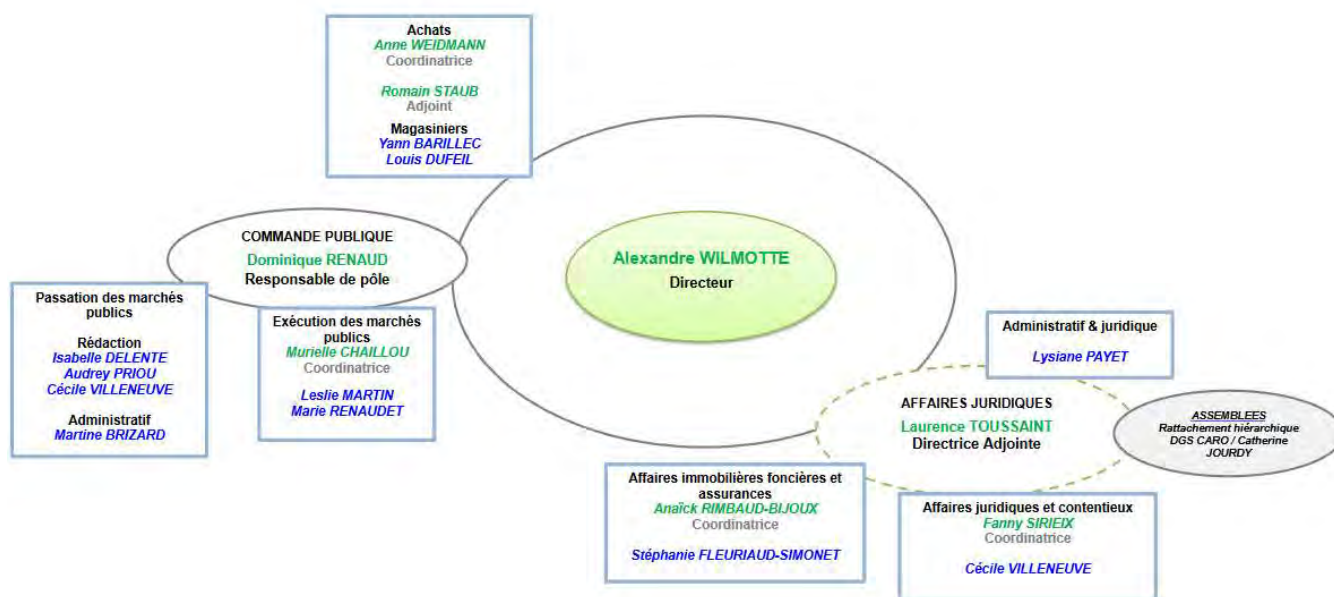 Achats
Anne WEIDMANN
Coordinatrice
Romain STAUB
Adjoint
Magasiniers
Yann BARILLEC
Louis DUFEIL
COMMANDE PUBLIQUE
Dominique RENAUD
Responsable de pôle
Alexandre WILMOTTE
Directeur
Passation des marchés
publics
Rédaction
Isabelle DELENTE
Audrey PRIOU
Cécile VILLENEUVE
Administratif
Martine BRIZARD
Exécution des marchés
publics
Murielle CHAILLOU
Coordinatrice
Leslie MARTIN
Marie RENAUDET
Administratif & juridique
Lysiane PAYET
AFFAIRES JURIDIQUES
Laurence TOUSSAINT
Directrice Adjointe
ASSEMBLEES
Rattachement hiérarchique
DGS CARO / Catherine
JOURDY
Affaires immobilières foncières et
assurances
Anaïck RIMBAUD-BIJOUX
Coordinatrice
Stéphanie FLEURIAUD-SIMONET
Affaires juridiques et contentieux
Fanny SIRIEIX
Coordinatrice
Cécile VILLENEUVE